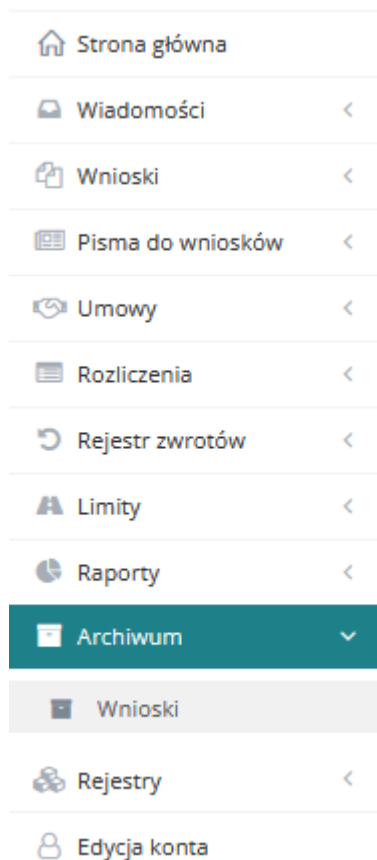 Strona główna
Wiadomości
Wnioski
Pisma do wniosków
Umowy
Rozliczenia
Rejestr zwrotów
Limity
Raporty
Archiwum
Wnioski
Rejestry
Edycja konta